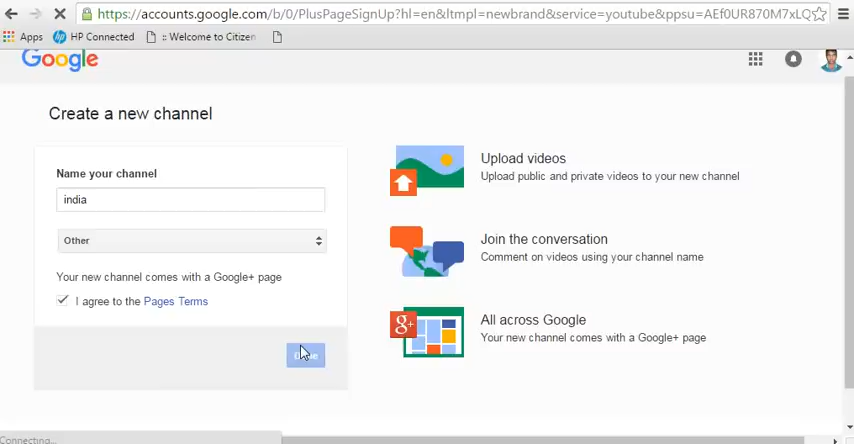 https://accounts.google.com/b/0/PlusPageSignUp?hl=en&ltmpl=newbrand&service=youtube&ppsu=AEf0UR870M7xLQ
Apps HP Connected :: Welcome to Citizen
Google
Create a new channel
Name your channel
india
Other
Your new channel comes with a Google+ page
I agree to the Pages Terms
Upload videos
Upload public and private videos to your new channel
Join the conversation
Comment on videos using your channel name
g+
All across Google
Your new channel comes with a Google+ page
Connecting...